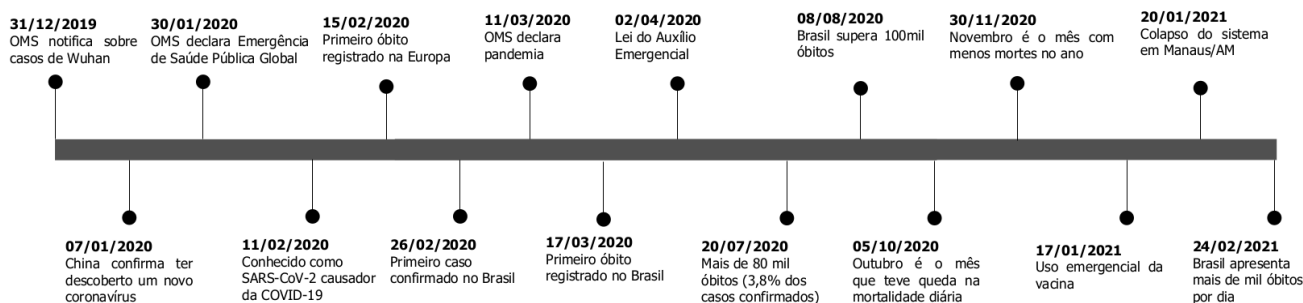 31/12/2019
OMS notifica sobre
casos de Wuhan
30/01/2020
OMS declara Emergência
de Saúde Pública Global
15/02/2020
Primeiro óbito
registrado na Europa
11/03/2020
OMS declara
pandemia
02/04/2020
Lei do Auxílio
Emergencial
08/08/2020
Brasil supera 100mil
óbitos
30/11/2020
Novembro é o mês com
menos mortes no ano
20/01/2021
Colapso do sistema
em Manaus/AM
07/01/2020
China confirma ter
descoberto um novo
coronavírus
11/02/2020
Conhecido como
SARS-CoV-2 causador
da COVID-19
26/02/2020
Primeiro caso
confirmado no Brasil
17/03/2020
Primeiro óbito
registrado no Brasil
20/07/2020
Mais de 80 mil
óbitos (3,8% dos
casos confirmados)
05/10/2020
Outubro é o mês
que teve queda na
mortalidade diária
17/01/2021
Uso emergencial da
vacina
24/02/2021
Brasil apresenta
mais de mil óbitos
por dia